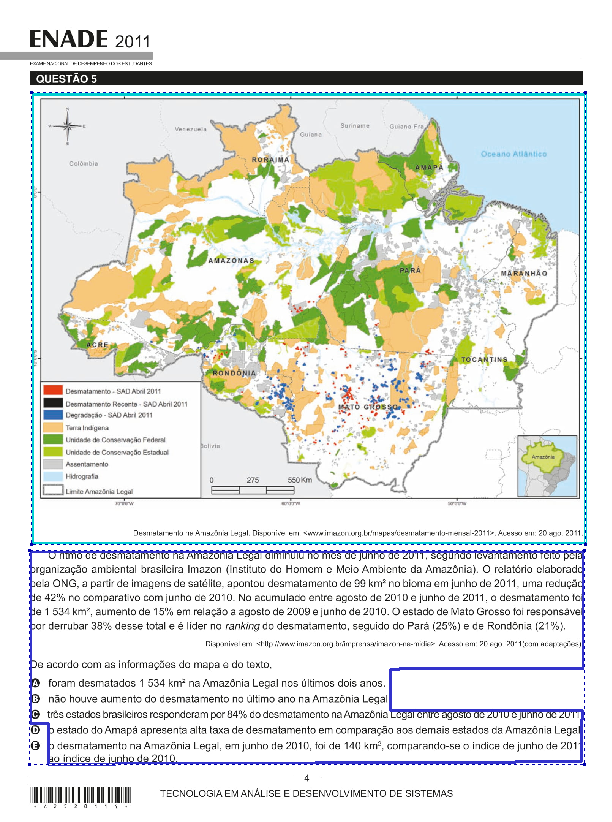 ENADE 2011
EXAME NACIONAL DE DESEMPENHO DOS ESTUDANTES
QUESTÃO 5
Venezuela
Suriname
Guiana Fra
Guiana
Colômbia
Oceano Atlântico
RORAIMA
AMAPÁ
AMAZONAS
PARÁ
MARANHÃO
ACRE
TOCANTINS
RONDÔNIA
MATO GROSSO
Bolívia
Desmatamento - SAD Abril 2011
Desmatamento Recente - SAD Abril 2011
Degradação - SAD Abril 2011
Terra Indígena
Unidade de Conservação Federal
Unidade de Conservação Estadual
Assentamento
Hidrografia
Limite Amazônia Legal
0 275 550 Km
Amazônia
Desmatamento na Amazônia Legal. Disponível em: <www.imazon.org.br/mapas/desmatamento-mensal-2011>. Acesso em: 20 ago. 2011.
O ritmo de desmatamento na Amazônia Legal diminuiu no mês de junho de 2011, segundo levantamento feito pela
organização ambiental brasileira Imazon (Instituto do Homem e Meio Ambiente da Amazônia). O relatório elaborado
pela ONG, a partir de imagens de satélite, apontou desmatamento de 99 km² no bioma em junho de 2011, uma redução
de 42% no comparativo com junho de 2010. No acumulado entre agosto de 2010 e junho de 2011, o desmatamento foi
de 1 534 km², aumento de 15% em relação a agosto de 2009 e junho de 2010. O estado de Mato Grosso foi responsável
por derrubar 38% desse total e é líder no ranking do desmatamento, seguido do Pará (25%) e de Rondônia (21%).
Disponível em: <http://www.imazon.org.br/imprensa/imazon-na-midia>. Acesso em: 20 ago. 2011(com adaptações).
De acordo com as informações do mapa e do texto,
A foram desmatados 1 534 km² na Amazônia Legal nos últimos dois anos.
B não houve aumento do desmatamento no último ano na Amazônia Legal.
C três estados brasileiros responderam por 84% do desmatamento na Amazônia Legal entre agosto de 2010 e junho de 2011.
D o estado do Amapá apresenta alta taxa de desmatamento em comparação aos demais estados da Amazônia Legal.
E o desmatamento na Amazônia Legal, em junho de 2010, foi de 140 km², comparando-se o índice de junho de 2011
ao índice de junho de 2010.
4
TECNOLOGIA EM ANÁLISE E DESENVOLVIMENTO DE SISTEMAS